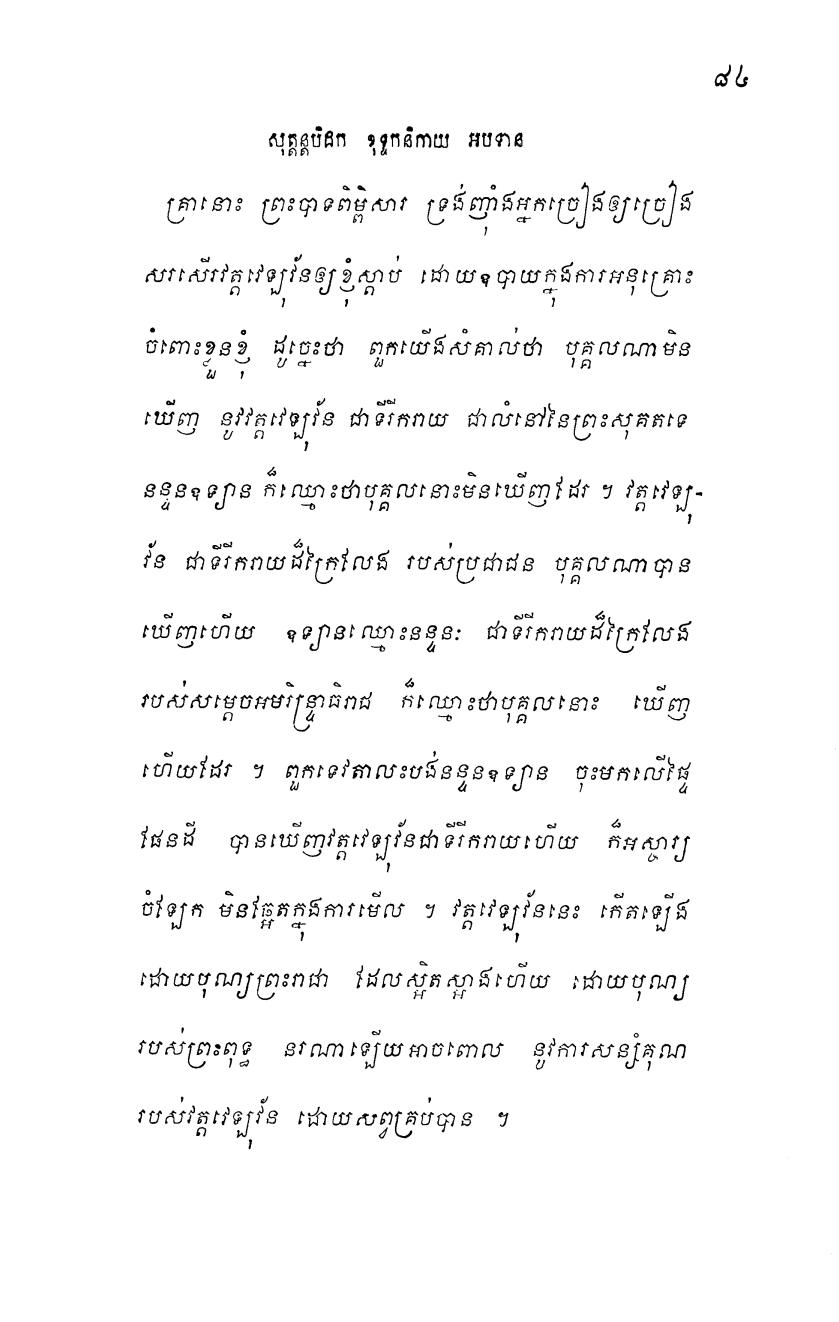 ៨៤
សុត្តន្តបិដក ខុទ្ទកនិកាយ អបទាន
គ្រានោះ ព្រះបាទពិម្ពិសារ ទ្រង់ញ៉ាំងអ្នកច្រៀងឲ្យច្រៀង
សរសើរវត្តវេឡុវ័នឲ្យខ្ញុំស្តាប់ ដោយឧបាយក្នុងការអនុគ្រោះ
ចំពោះខ្លួនខ្ញុំ ដូច្នេះថា ពួកយើងសំគាល់ថា បុគ្គលណាមិន
ឃើញ នូវវត្តវេឡុវ័ន ជាទីរីករាយ ជាលំនៅនៃព្រះសុគតទេ
នន្ទនឧទ្យាន ក៏ឈ្មោះថាបុគ្គលនោះមិនឃើញដែរ ។ វត្តវេឡុ-
វ័ន ជាទីរីករាយដ៏ក្រៃលែង របស់ប្រជាជន បុគ្គលណាបាន
ឃើញហើយ ឧទ្យានឈ្មោះនន្ទនៈ ជាទីរីករាយដ៏ក្រៃលែង
របស់សម្តេចអមរិន្ទ្រាធិរាជ ក៏ឈ្មោះថាបុគ្គលនោះ ឃើញ
ហើយដែរ ។ ពួកទេវតាលះបង់នន្ទនឧទ្យាន ចុះមកលើផ្ទៃ
ផែនដី បានឃើញវត្តវេឡុវ័នជាទីរីករាយហើយ ក៏អស្ចារ្យ
ចំឡែក មិនឆ្អែតក្នុងការមើល ។ វត្តវេឡុវ័ននេះ កើតឡើង
ដោយបុណ្យព្រះរាជា ដែលស្អិតស្អាងហើយ ដោយបុណ្យ
របស់ព្រះពុទ្ធ នរណាឡើយអាចពោល នូវការសន្សំគុណ
របស់វត្តវេឡុវ័ន ដោយសព្វគ្រប់បាន ។